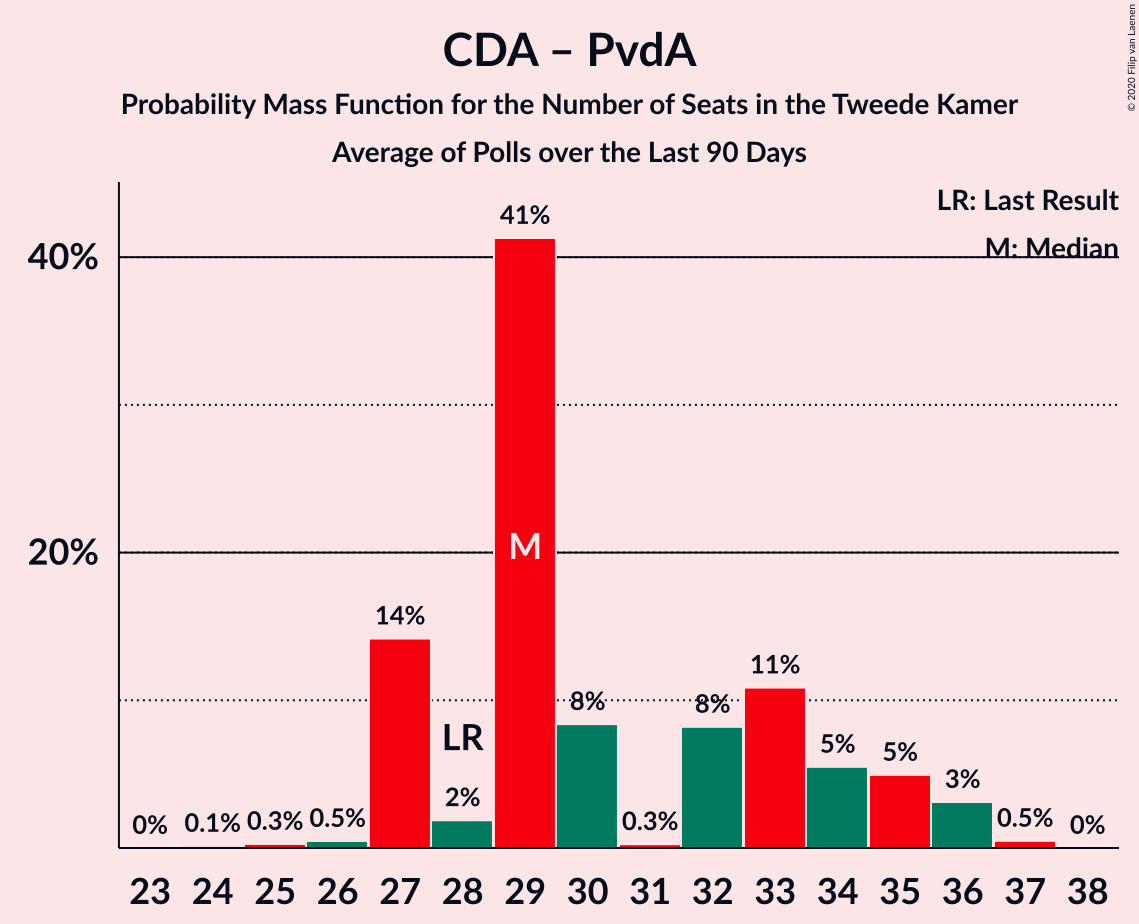 CDA – PvdA
Probability Mass Function for the Number of Seats in the Tweede Kamer
Average of Polls over the Last 90 Days
© 2020 Filip van Laenen
LR: Last Result
M: Median
41%
40%
M
20%
14%
11%
8%
8%
LR
5%
5%
3%
2%
0%
0.1%
0.3%
0.5%
0.3%
0.5%
0%
23 24 25 26 27 28 29 30 31 32 33 34 35 36 37 38